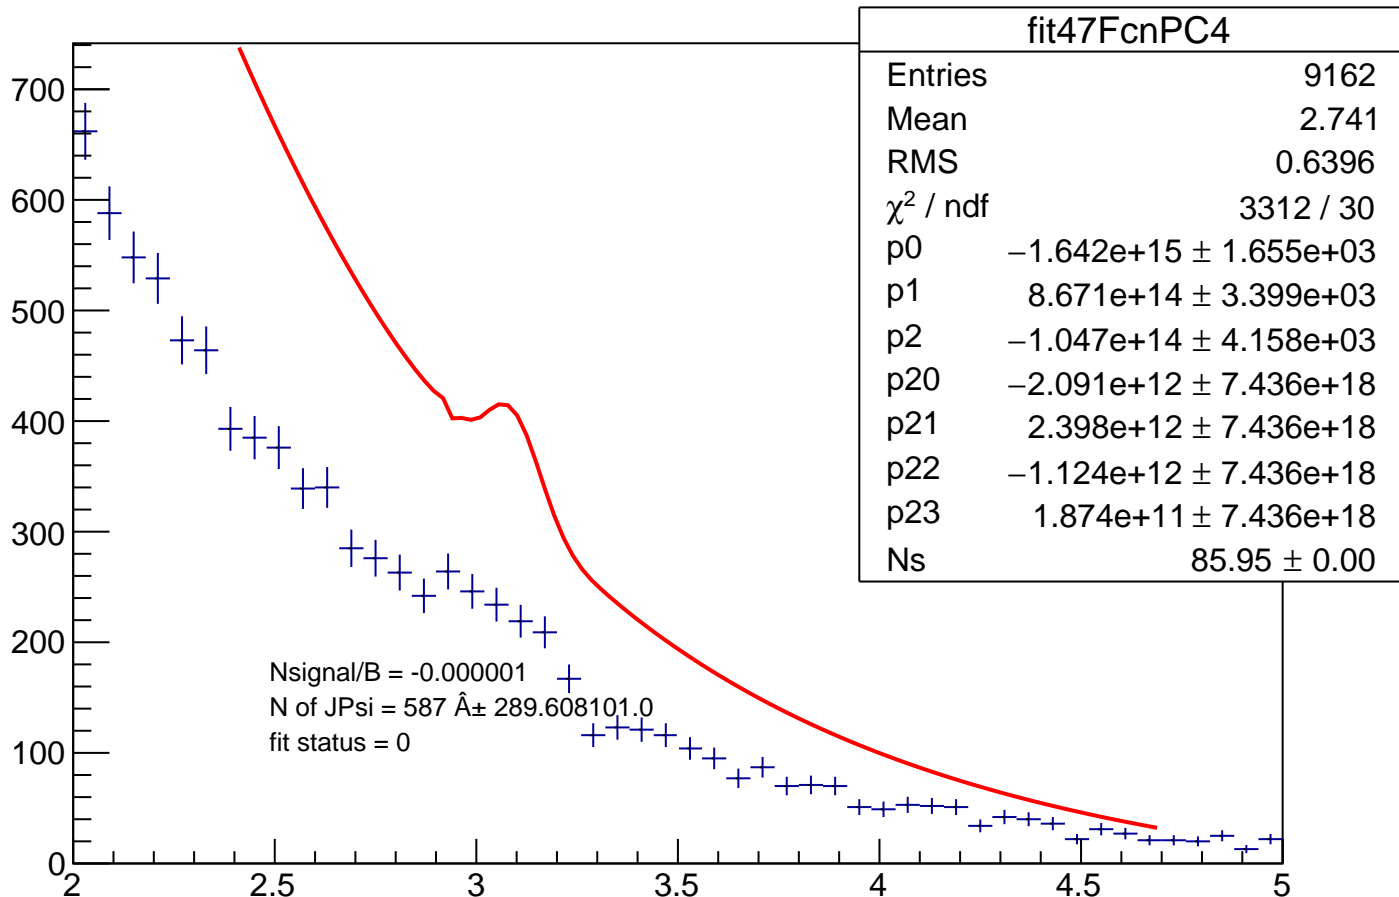 fit47FcnPC4
Entries 9162
Mean 2.741
RMS 0.6396
χ² / ndf 3312 / 30
p0 −1.642e+15 ± 1.655e+03
p1 8.671e+14 ± 3.399e+03
p2 −1.047e+14 ± 4.158e+03
p20 −2.091e+12 ± 7.436e+18
p21 2.398e+12 ± 7.436e+18
p22 −1.124e+12 ± 7.436e+18
p23 1.874e+11 ± 7.436e+18
Ns 85.95 ± 0.00
700
600
500
400
300
200
100
0
Nsignal/B = -0.000001
N of JPsi = 587 Â± 289.608101.0
fit status = 0
2 2.5 3 3.5 4 4.5 5